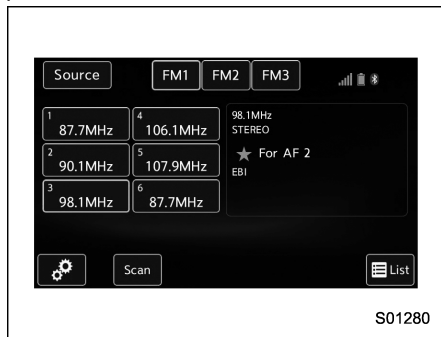 Source FM1 FM2 FM3
1 87.7MHz
4 106.1MHz
2 90.1MHz
5 107.9MHz
3 98.1MHz
6 87.7MHz
98.1MHz
STEREO
★ For AF 2
EBI
Scan
List
S01280